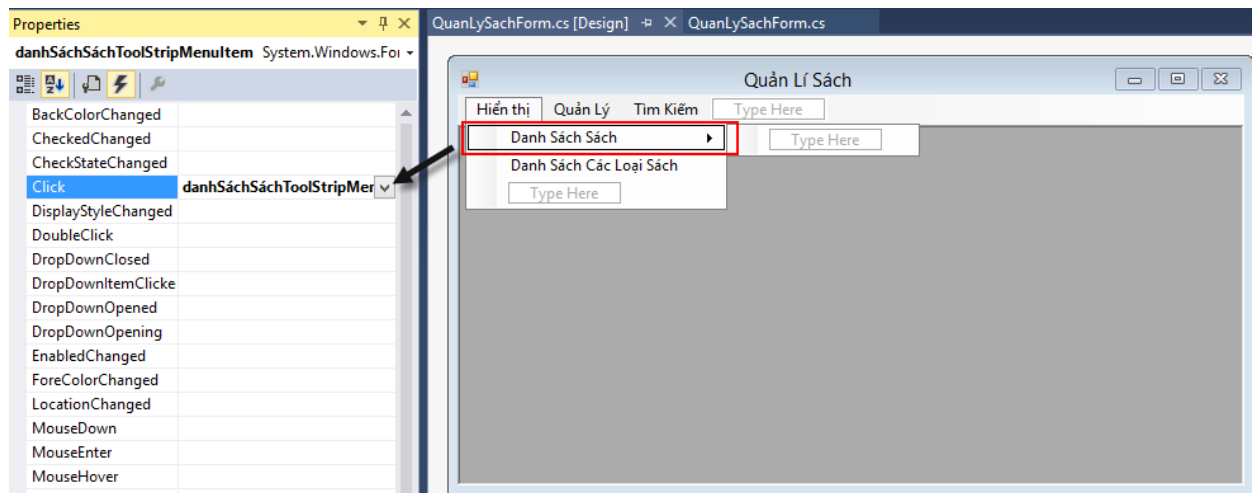 Properties
danhSáchSáchToolStripMenuItem System.Windows.For
BackColorChanged
CheckedChanged
CheckStateChanged
Click danhSáchSáchToolStripMer
DisplayStyleChanged
DoubleClick
DropDownClosed
DropDownItemClicke
DropDownOpened
DropDownOpening
EnabledChanged
ForeColorChanged
LocationChanged
MouseDown
MouseEnter
MouseHover
QuanLySachForm.cs [Design] QuanLySachForm.cs
Quản Lí Sách
Hiển thị Quản Lý Tìm Kiếm Type Here
Danh Sách Sách Type Here
Danh Sách Các Loại Sách
Type Here